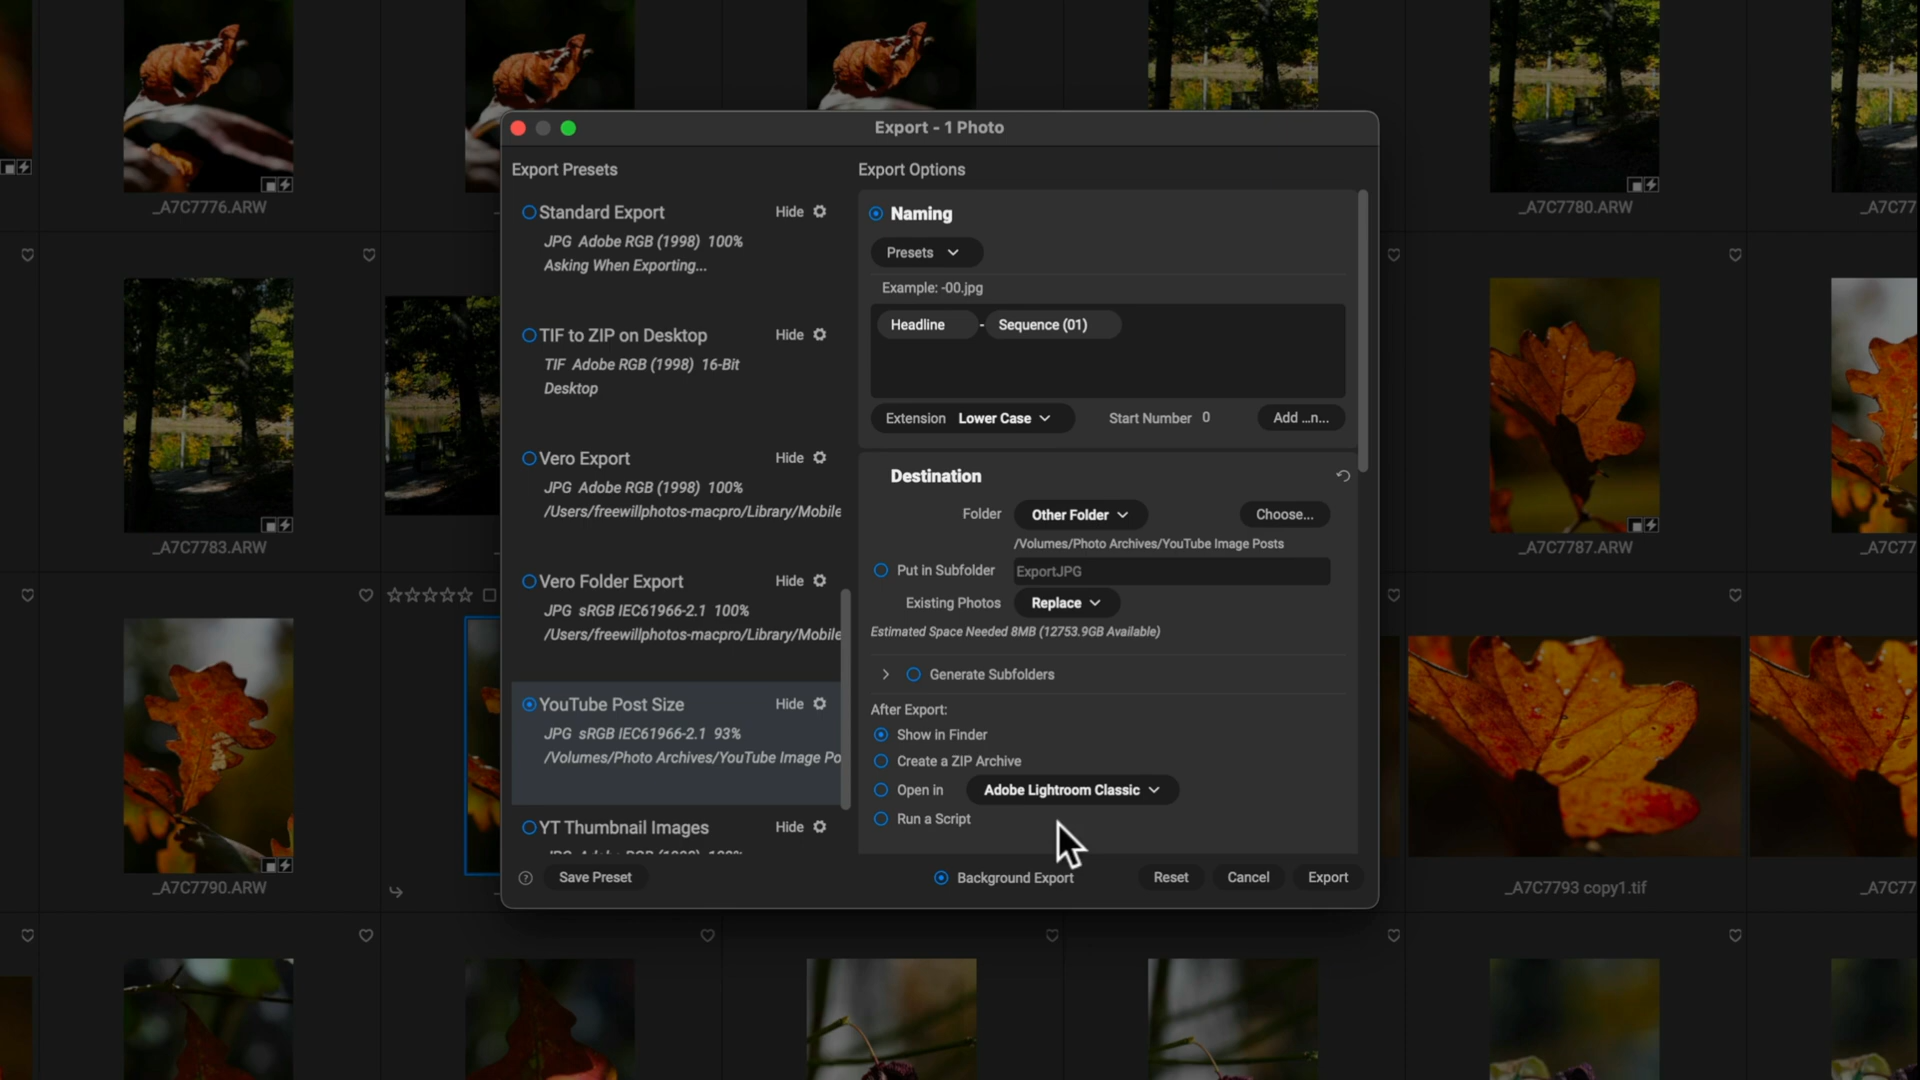 Export - 1 Photo
Export Presets
Standard Export Hide
JPG Adobe RGB (1998) 100%
Asking When Exporting...
TIF to ZIP on Desktop Hide
TIF Adobe RGB (1998) 16-Bit
Desktop
Vero Export Hide
JPG Adobe RGB (1998) 100%
/Users/freewillphotos-macpro/Library/Mobile
Vero Folder Export Hide
JPG sRGB IEC61966-2.1 100%
/Users/freewillphotos-macpro/Library/Mobile
YouTube Post Size Hide
JPG sRGB IEC61966-2.1 93%
/Volumes/Photo Archives/YouTube Image Po
YT Thumbnail Images Hide
Save Preset
Export Options
Naming
Presets
Example: -00.jpg
Headline - Sequence (01)
Extension Lower Case Start Number 0 Add ...n...
Destination
Folder Other Folder Choose...
/Volumes/Photo Archives/YouTube Image Posts
Put in Subfolder ExportJPG
Existing Photos Replace
Estimated Space Needed 8MB (12753.9GB Available)
Generate Subfolders
After Export:
Show in Finder
Create a ZIP Archive
Open in Adobe Lightroom Classic
Run a Script
Background Export Reset Cancel Export
_A7C7776.ARW
_A7C7780.ARW
_A7C77
_A7C7783.ARW
_A7C7787.ARW
_A7C77
_A7C7790.ARW
_A7C7793 copy1.tif
_A7C77